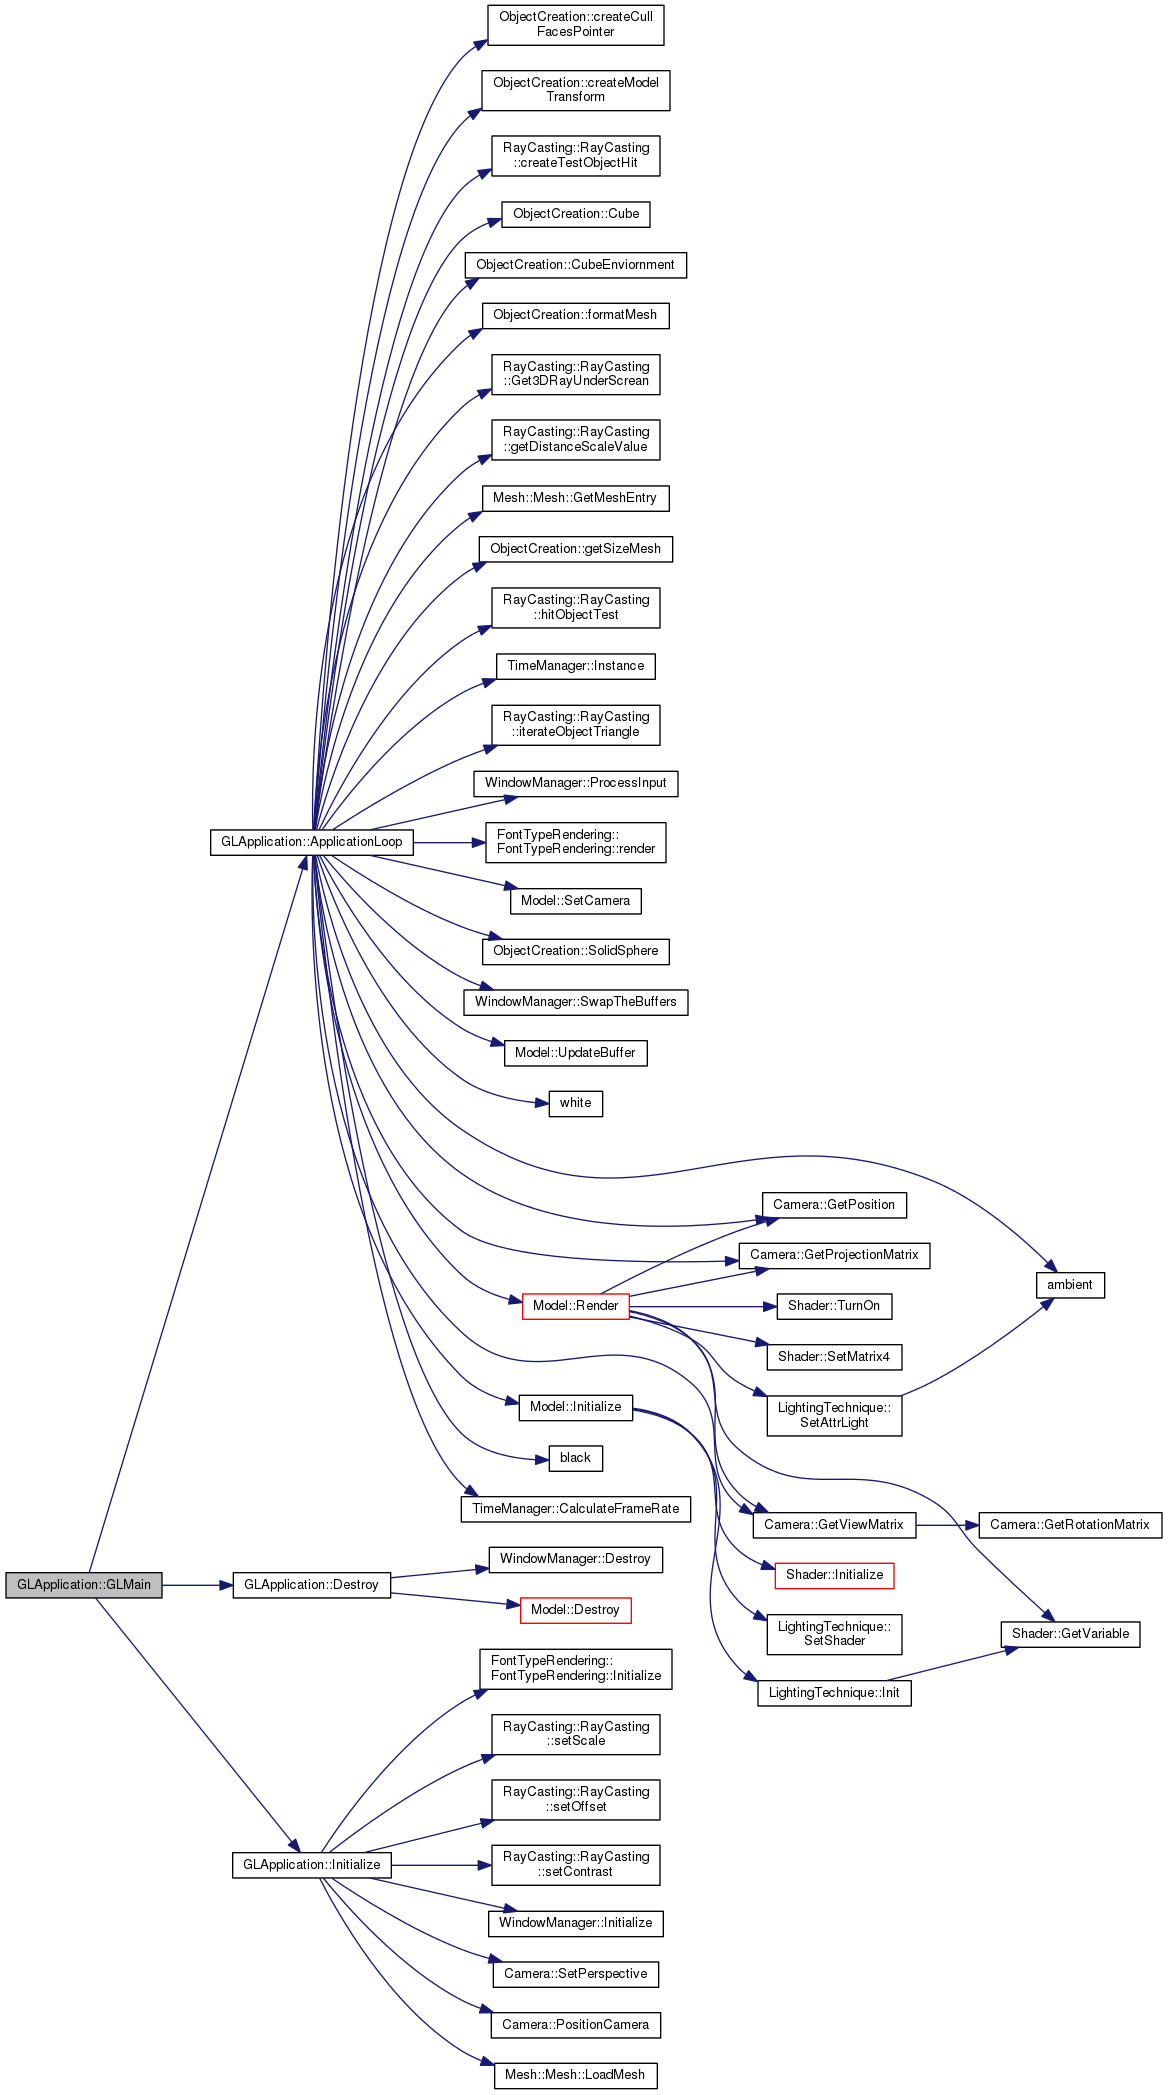 ObjectCreation::createCull
FacesPointer
ObjectCreation::createModel
Transform
RayCasting::RayCasting
::createTestObjectHit
ObjectCreation::Cube
ObjectCreation::CubeEnviornment
ObjectCreation::formatMesh
RayCasting::RayCasting
::Get3DRayUnderScrean
RayCasting::RayCasting
::getDistanceScaleValue
Mesh::Mesh::GetMeshEntry
ObjectCreation::getSizeMesh
RayCasting::RayCasting
::hitObjectTest
TimeManager::Instance
RayCasting::RayCasting
::iterateObjectTriangle
WindowManager::ProcessInput
GLApplication::ApplicationLoop
FontTypeRendering::
FontTypeRendering::render
Model::SetCamera
ObjectCreation::SolidSphere
WindowManager::SwapTheBuffers
Model::UpdateBuffer
white
Camera::GetPosition
Camera::GetProjectionMatrix
ambient
Model::Render
Shader::TurnOn
Shader::SetMatrix4
Model::Initialize
LightingTechnique::
SetAttrLight
black
TimeManager::CalculateFrameRate
Camera::GetViewMatrix
Camera::GetRotationMatrix
WindowManager::Destroy
Shader::Initialize
GLApplication::GLMain
GLApplication::Destroy
Model::Destroy
LightingTechnique::
SetShader
Shader::GetVariable
FontTypeRendering::
FontTypeRendering::Initialize
LightingTechnique::Init
RayCasting::RayCasting
::setScale
RayCasting::RayCasting
::setOffset
GLApplication::Initialize
RayCasting::RayCasting
::setContrast
WindowManager::Initialize
Camera::SetPerspective
Camera::PositionCamera
Mesh::Mesh::LoadMesh